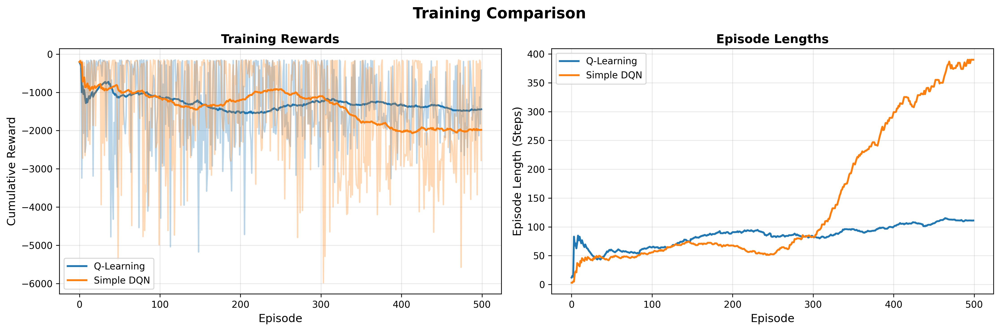 Training Comparison
Training Rewards
Cumulative Reward
0
−1000
−2000
−3000
−4000
−5000
−6000
Q-Learning
Simple DQN
0 100 200 300 400 500
Episode
Episode Lengths
Episode Length (Steps)
400
350
300
250
200
150
100
50
0
Q-Learning
Simple DQN
0 100 200 300 400 500
Episode